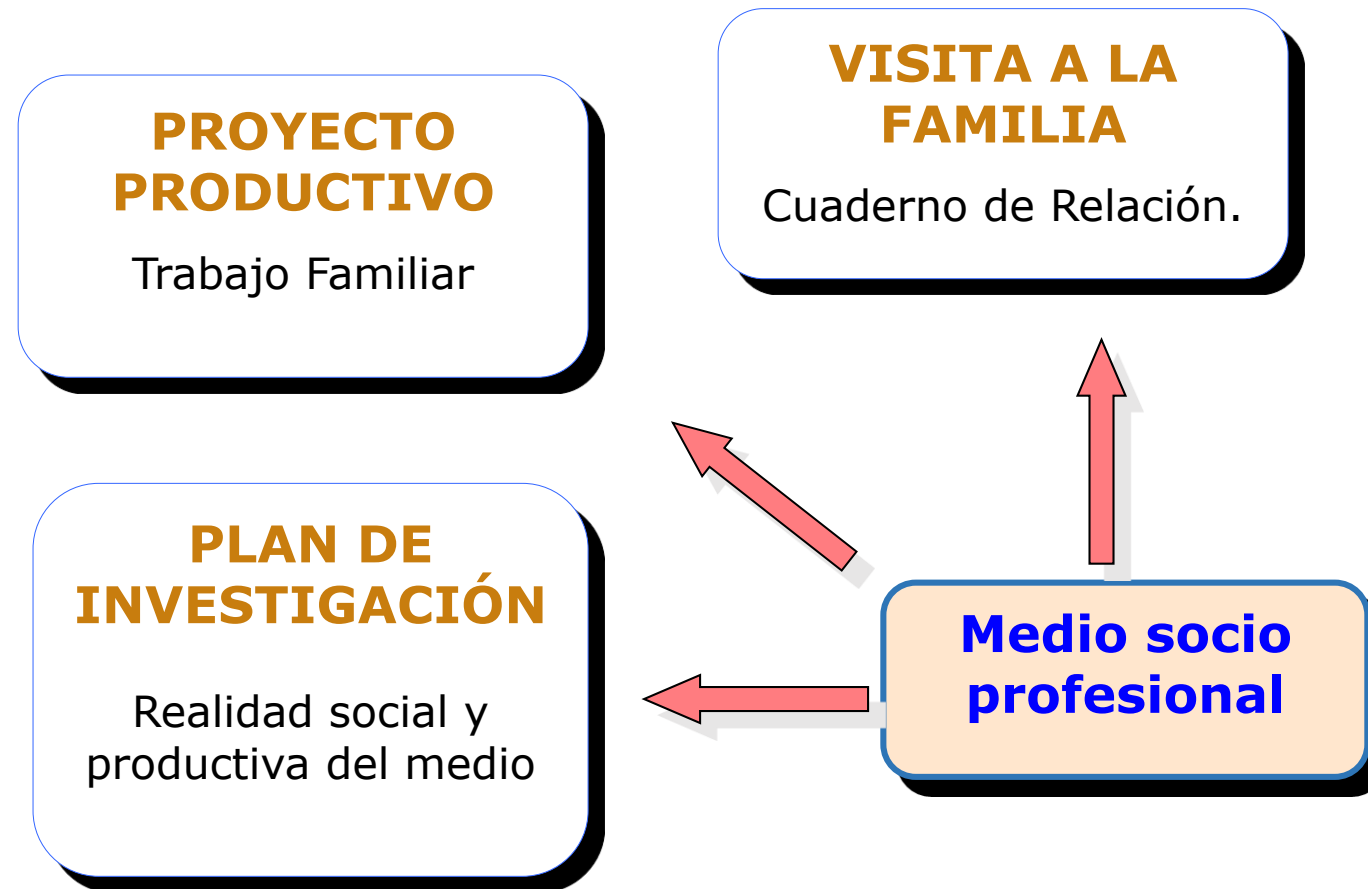 PROYECTO
PRODUCTIVO
Trabajo Familiar
VISITA A LA
FAMILIA
Cuaderno de Relación.
PLAN DE
INVESTIGACIÓN
Realidad social y
productiva del medio
Medio socio
profesional